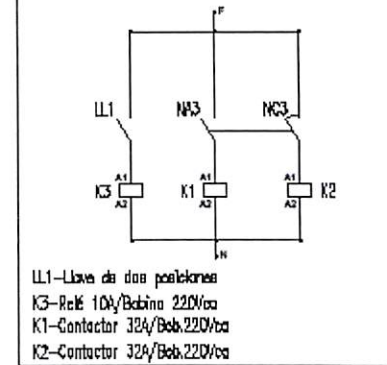 F
LL1 NA3 NC3
A1 A1 A1
K3 K1 K2
A2 A2 A2
N
LL1-Llave de dos posiciones
K3-Relé 10A/Bobina 220Vca
K1-Contactor 32A/Bob.220Vca
K2-Contactor 32A/Bob.220Vca